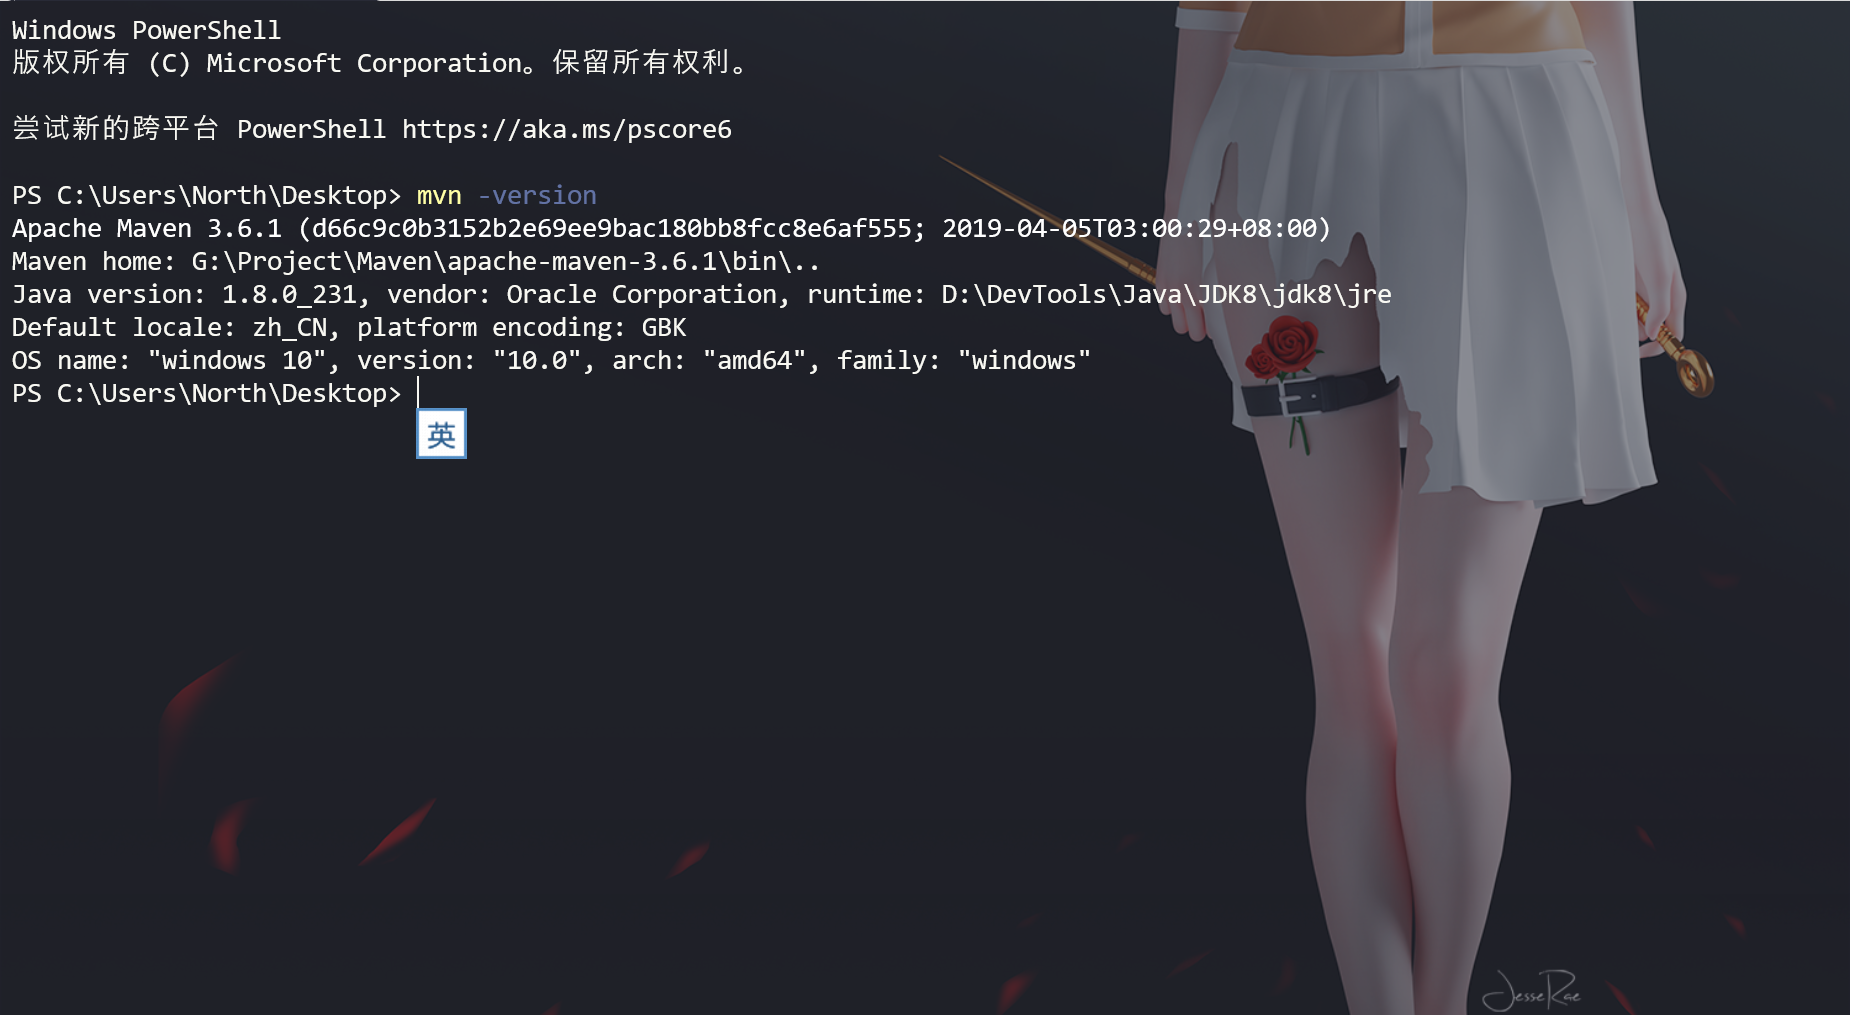 Windows PowerShell
版权所有 (C) Microsoft Corporation。保留所有权利。
尝试新的跨平台 PowerShell https://aka.ms/pscore6
PS C:\Users\North\Desktop> mvn -version
Apache Maven 3.6.1 (d66c9c0b3152b2e69ee9bac180bb8fcc8e6af555; 2019-04-05T03:00:29+08:00)
Maven home: G:\Project\Maven\apache-maven-3.6.1\bin\..
Java version: 1.8.0_231, vendor: Oracle Corporation, runtime: D:\DevTools\Java\JDK8\jdk8\jre
Default locale: zh_CN, platform encoding: GBK
OS name: "windows 10", version: "10.0", arch: "amd64", family: "windows"
PS C:\Users\North\Desktop>
英
JesseRae